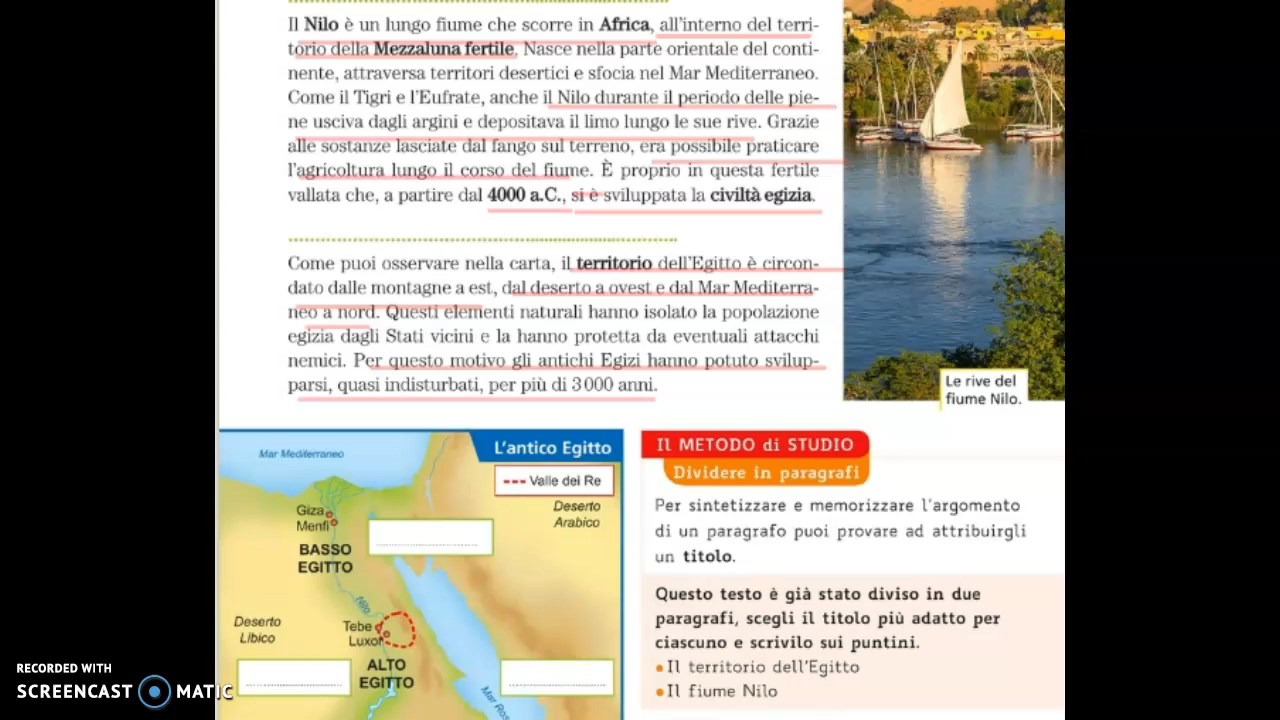 Il Nilo è un lungo fiume che scorre in Africa, all'interno del terri-
torio della Mezzaluna fertile. Nasce nella parte orientale del conti-
nente, attraversa territori desertici e sfocia nel Mar Mediterraneo.
Come il Tigri e l'Eufrate, anche il Nilo durante il periodo delle pie-
ne usciva dagli argini e depositava il limo lungo le sue rive. Grazie
alle sostanze lasciate dal fango sul terreno, era possibile praticare
l'agricoltura lungo il corso del fiume. È proprio in questa fertile
vallata che, a partire dal 4000 a.C., si è sviluppata la civiltà egizia.
Come puoi osservare nella carta, il territorio dell'Egitto è circon-
dato dalle montagne a est, dal deserto a ovest e dal Mar Mediterra-
neo a nord. Questi elementi naturali hanno isolato la popolazione
egizia dagli Stati vicini e la hanno protetta da eventuali attacchi
nemici. Per questo motivo gli antichi Egizi hanno potuto svilup-
parsi, quasi indisturbati, per più di 3 000 anni.
Le rive del
fiume Nilo.
L'antico Egitto
Valle dei Re
Mar Mediterraneo
Deserto
Arabico
Giza
Menfi
BASSO
EGITTO
Nilo
Deserto
Libico
Tebe
Luxor
ALTO
EGITTO
Mar Ros
IL METODO di STUDIO
Dividere in paragrafi
Per sintetizzare e memorizzare l'argomento
di un paragrafo puoi provare ad attribuirgli
un titolo.
Questo testo è già stato diviso in due
paragrafi, scegli il titolo più adatto per
ciascuno e scrivilo sui puntini.
• Il territorio dell'Egitto
• Il fiume Nilo
RECORDED WITH
SCREENCAST MATIC